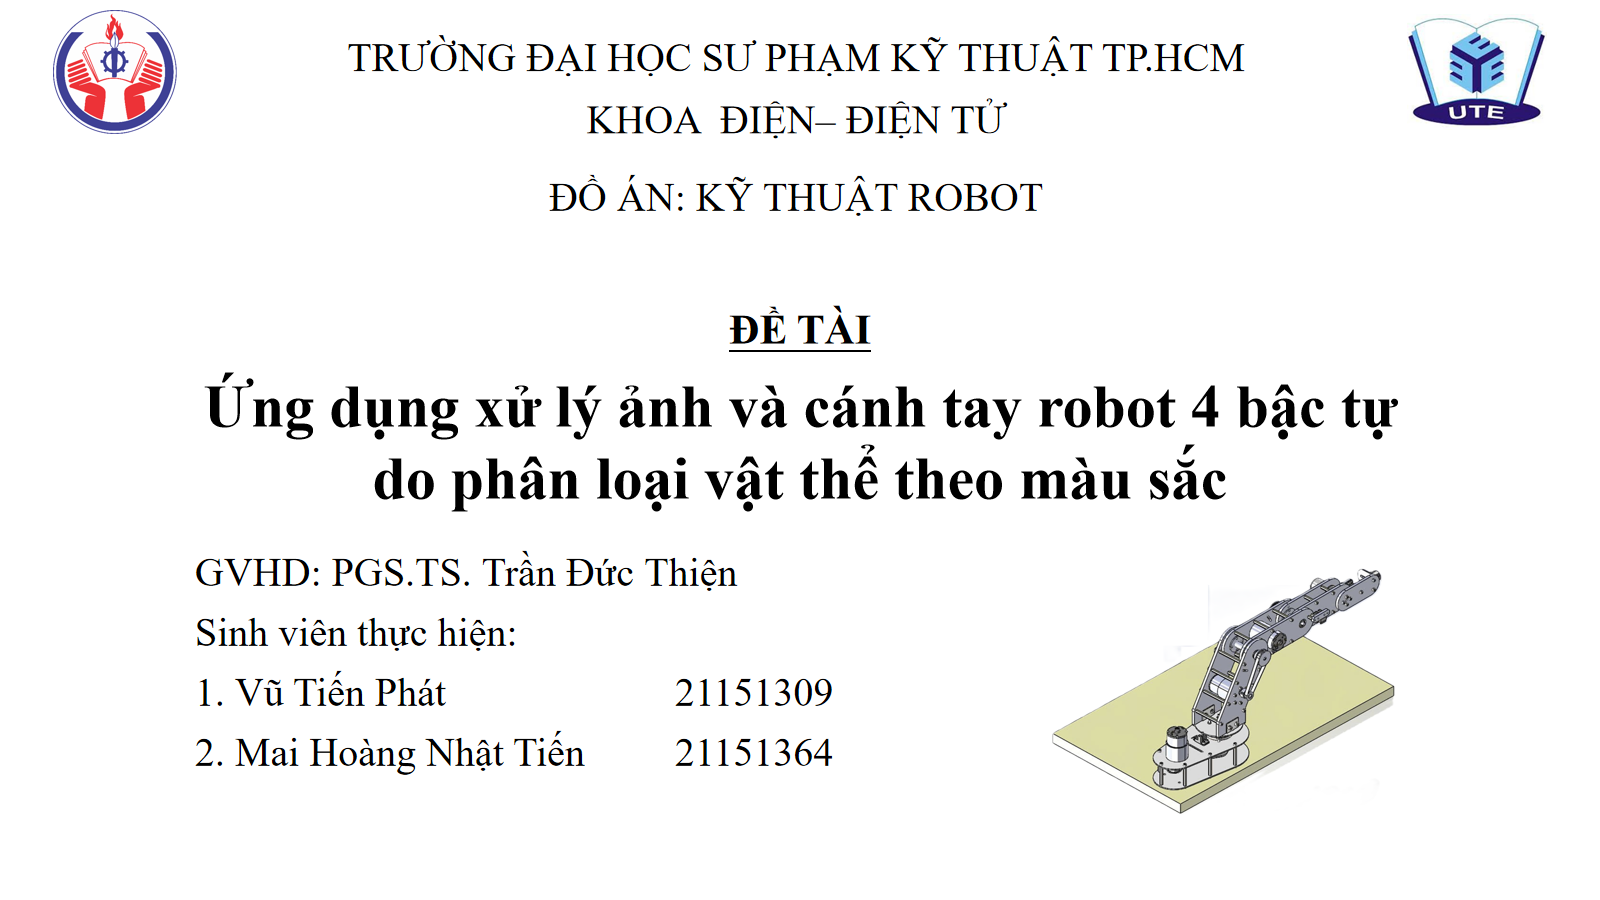 TRƯỜNG ĐẠI HỌC SƯ PHẠM KỸ THUẬT TP.HCM
KHOA ĐIỆN– ĐIỆN TỬ
UTE
ĐỒ ÁN: KỸ THUẬT ROBOT
ĐỀ TÀI
Ứng dụng xử lý ảnh và cánh tay robot 4 bậc tự
do phân loại vật thể theo màu sắc
GVHD: PGS.TS. Trần Đức Thiện
Sinh viên thực hiện:
1. Vũ Tiến Phát 21151309
2. Mai Hoàng Nhật Tiến 21151364